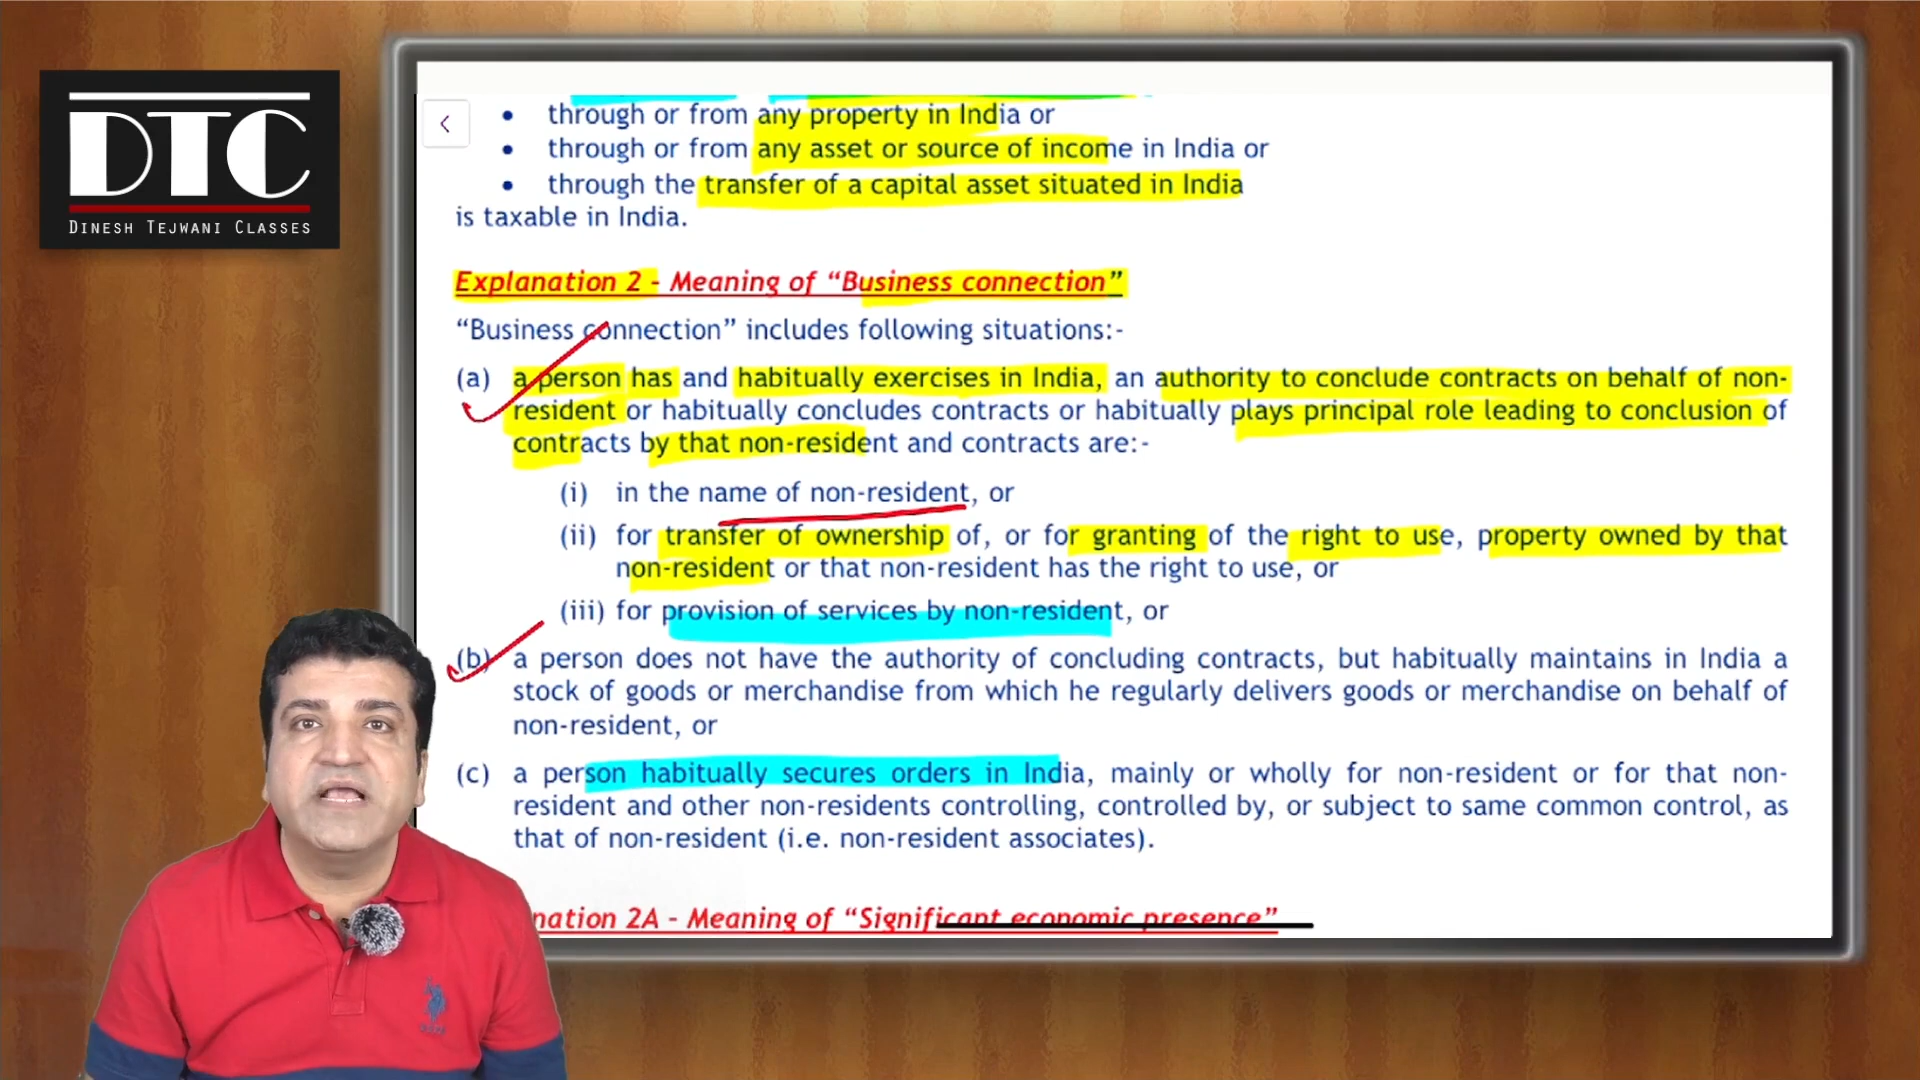 DTC
DINESH TEJWANI CLASSES
• through or from any property in India or
• through or from any asset or source of income in India or
• through the transfer of a capital asset situated in India
is taxable in India.
Explanation 2 - Meaning of “Business connection”
“Business connection” includes following situations:-
(a) a person has and habitually exercises in India, an authority to conclude contracts on behalf of non-
resident or habitually concludes contracts or habitually plays principal role leading to conclusion of
contracts by that non-resident and contracts are:-
(i) in the name of non-resident, or
(ii) for transfer of ownership of, or for granting of the right to use, property owned by that
non-resident or that non-resident has the right to use, or
(iii) for provision of services by non-resident, or
(b) a person does not have the authority of concluding contracts, but habitually maintains in India a
stock of goods or merchandise from which he regularly delivers goods or merchandise on behalf of
non-resident, or
(c) a person habitually secures orders in India, mainly or wholly for non-resident or for that non-
resident and other non-residents controlling, controlled by, or subject to same common control, as
that of non-resident (i.e. non-resident associates).
nation 2A - Meaning of “Significant economic presence”